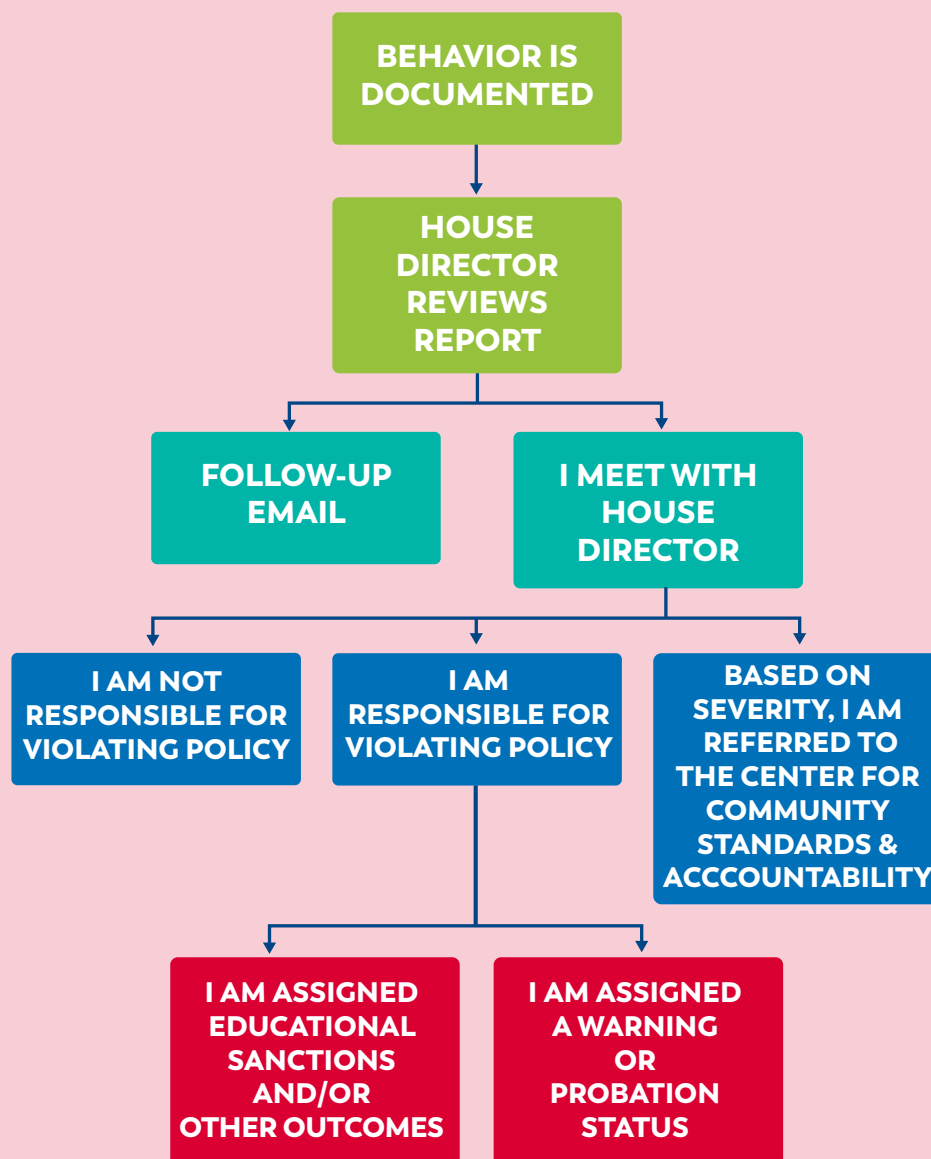 BEHAVIOR IS
DOCUMENTED
HOUSE
DIRECTOR
REVIEWS
REPORT
FOLLOW-UP
EMAIL
I MEET WITH
HOUSE
DIRECTOR
I AM NOT
RESPONSIBLE FOR
VIOLATING POLICY
I AM
RESPONSIBLE FOR
VIOLATING POLICY
BASED ON
SEVERITY, I AM
REFERRED TO
THE CENTER FOR
COMMUNITY
STANDARDS &
ACCCOUNTABILITY
I AM ASSIGNED
EDUCATIONAL
SANCTIONS
AND/OR
OTHER OUTCOMES
I AM ASSIGNED
A WARNING
OR
PROBATION
STATUS